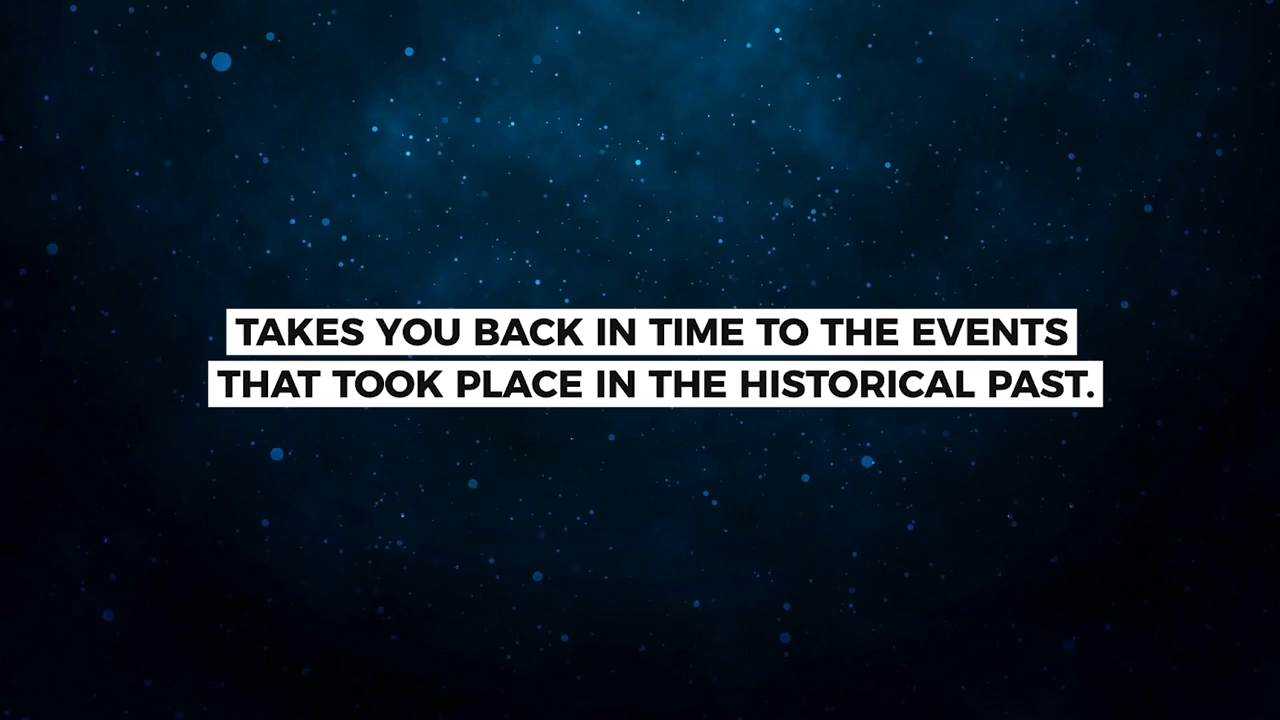 TAKES YOU BACK IN TIME TO THE EVENTS
THAT TOOK PLACE IN THE HISTORICAL PAST.